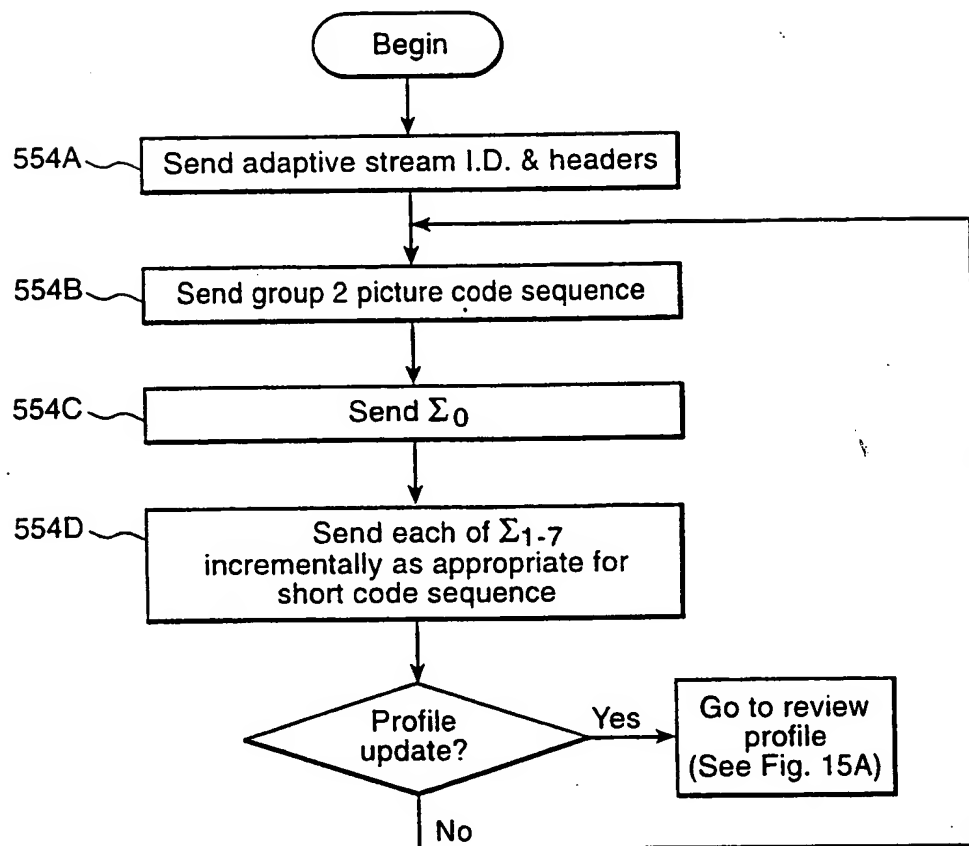 Begin
554A
Send adaptive stream I.D. & headers
554B
Send group 2 picture code sequence
554C
Send Σ0
554D
Send each of Σ1-7
incrementally as appropriate for
short code sequence
Profile
update?
Yes
Go to review
profile
(See Fig. 15A)
No